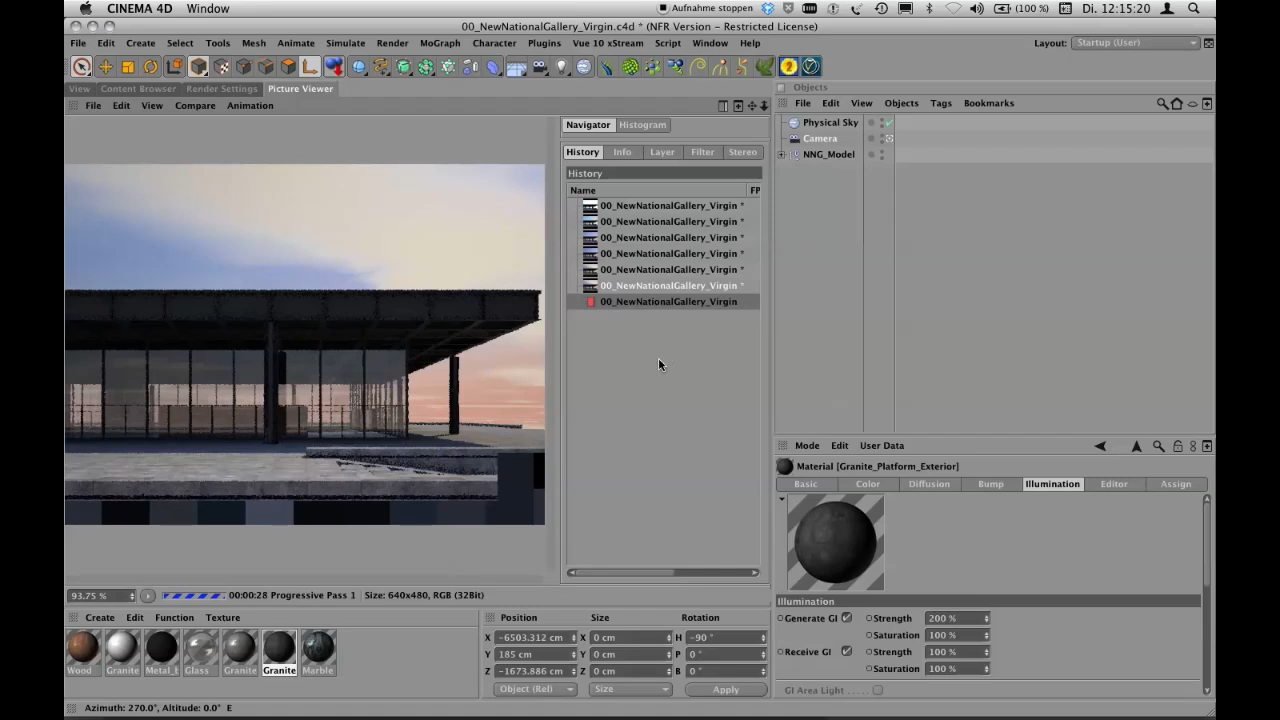 CINEMA 4D Window Aufnahme stoppen (100 %) Di. 12:15:20
00_NewNationalGallery_Virgin.c4d * (NFR Version - Restricted License)
File Edit Create Select Tools Mesh Animate Simulate Render MoGraph Character Plugins Vue 10 xStream Script Window Help Layout: Startup (User)
View Content Browser Render Settings Picture Viewer
Objects
File Edit View Compare Animation
File Edit View Objects Tags Bookmarks
Navigator Histogram
Physical Sky
Camera
NNG_Model
History Info Layer Filter Stereo
History
Name FP
00_NewNationalGallery_Virgin *
00_NewNationalGallery_Virgin *
00_NewNationalGallery_Virgin *
00_NewNationalGallery_Virgin *
00_NewNationalGallery_Virgin *
00_NewNationalGallery_Virgin *
00_NewNationalGallery_Virgin
Mode Edit User Data
Material [Granite_Platform_Exterior]
Basic Color Diffusion Bump Illumination Editor Assign
Illumination
Generate GI Strength 200 %
Saturation 100 %
Receive GI Strength 100 %
Saturation 100 %
GI Area Light
93.75 % 00:00:28 Progressive Pass 1 Size: 640x480, RGB (32Bit)
Create Edit Function Texture
Wood Granite Metal_E Glass Granite Granite Marble
Position Size Rotation
X -6503.312 cm X 0 cm H -90 °
Y 185 cm Y 0 cm P 0 °
Z -1673.886 cm Z 0 cm B 0 °
Object (Rel) Size Apply
Azimuth: 270.0°, Altitude: 0.0° E